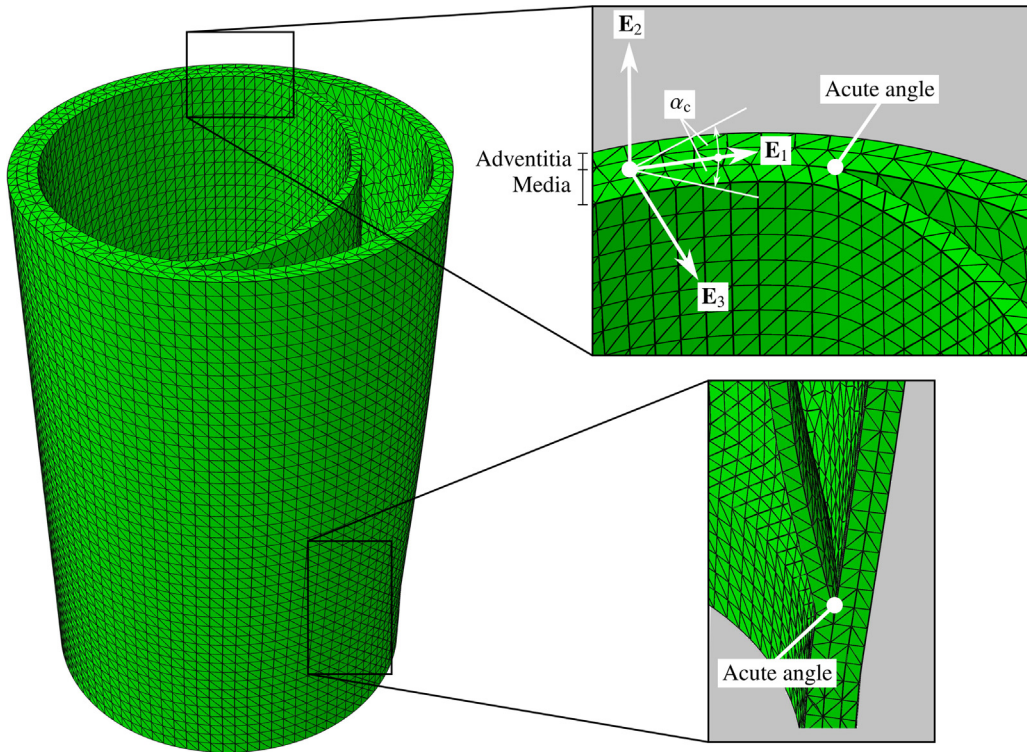 E₂
αc
Acute angle
Adventitia
Media
E₁
E₃
Acute angle